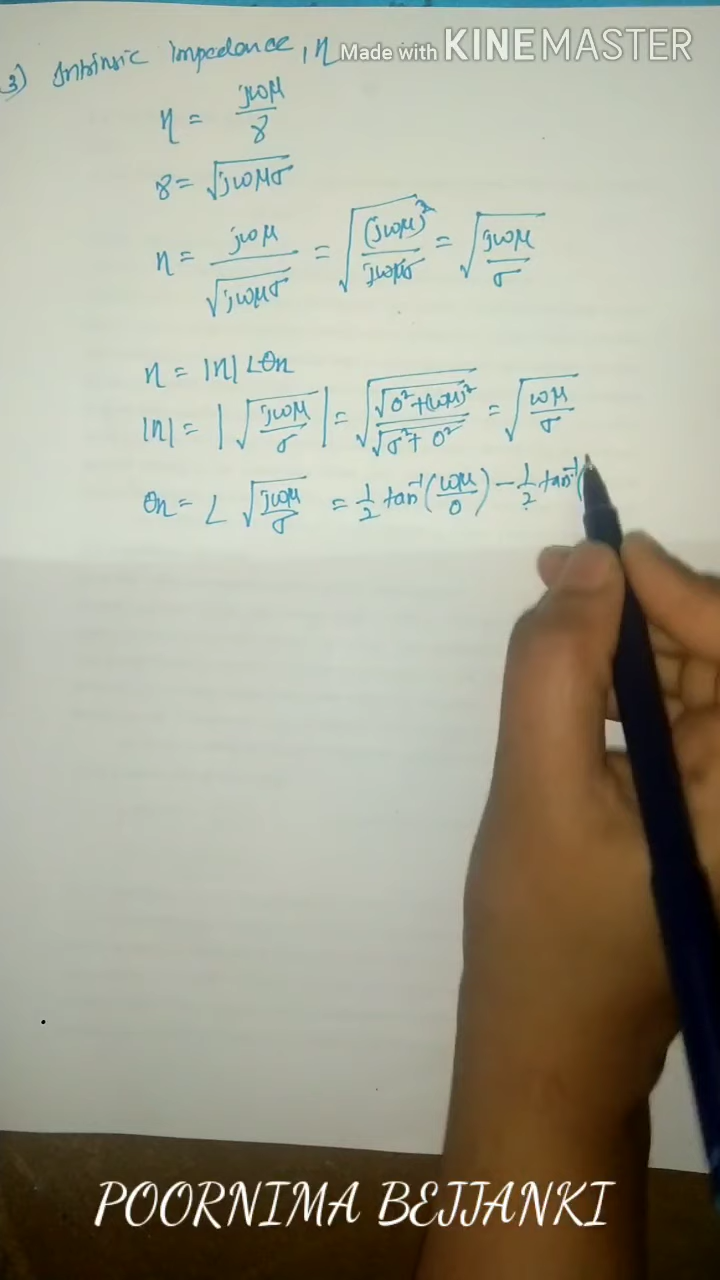 3) Intrinsic impedance, η
Made with KINEMASTER
η = jωμ/γ
γ = √(jωμσ)
η = jωμ/√(jωμσ) = √((jωμ)²/jωμσ) = √(jωμ/σ)
η = |η| ∠θη
|η| = |√(jωμ/σ)| = √(√(0²+(ωμ)²)/√(σ²+0²)) = √(ωμ/σ)
θη = ∠√(jωμ/σ) = 1/2 tan⁻¹(ωμ/0) - 1/2 tan⁻¹(
POORNIMA BEJJANKI